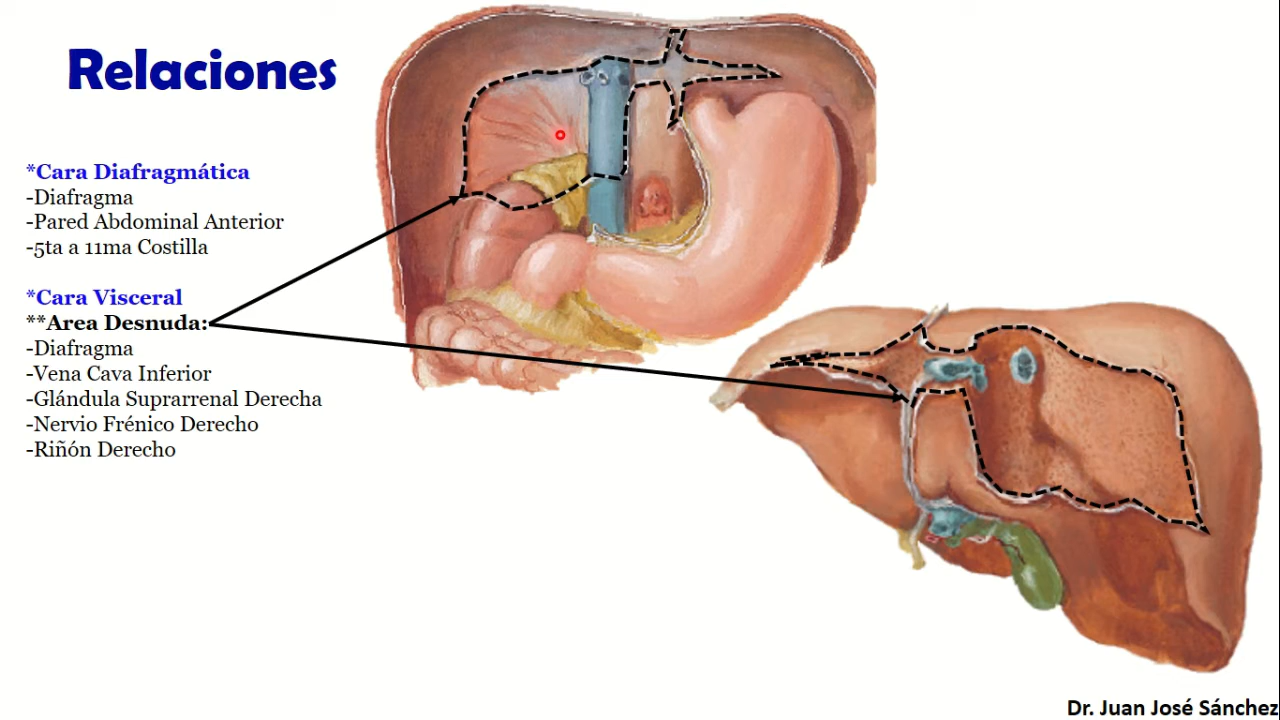 Relaciones
*Cara Diafragmática
-Diafragma
-Pared Abdominal Anterior
-5ta a 11ma Costilla
*Cara Visceral
**Area Desnuda:
-Diafragma
-Vena Cava Inferior
-Glándula Suprarrenal Derecha
-Nervio Frénico Derecho
-Riñón Derecho
Dr. Juan José Sánchez